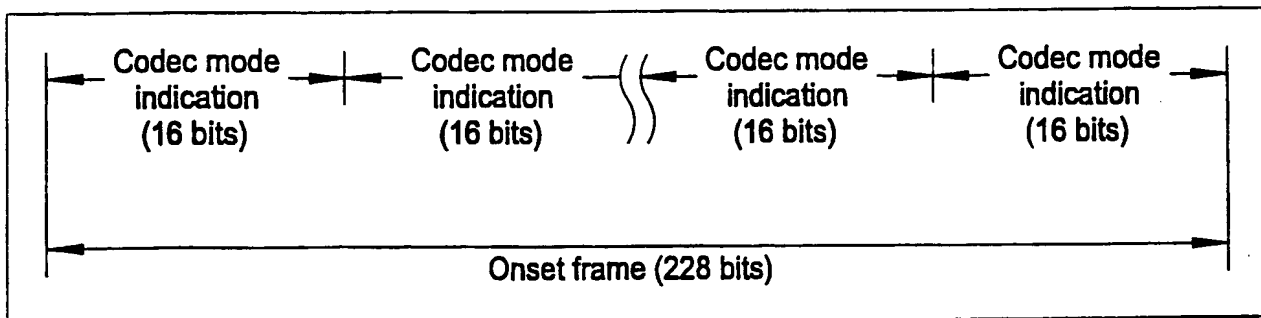 Codec mode
indication
(16 bits)
Codec mode
indication
(16 bits)
Codec mode
indication
(16 bits)
Codec mode
indication
(16 bits)
Onset frame (228 bits)